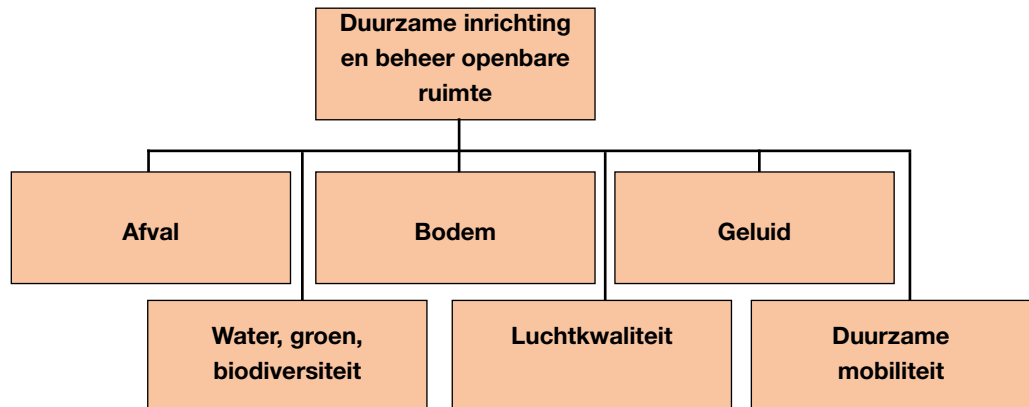 Duurzame inrichting
en beheer openbare
ruimte
Afval
Bodem
Geluid
Water, groen,
biodiversiteit
Luchtkwaliteit
Duurzame
mobiliteit